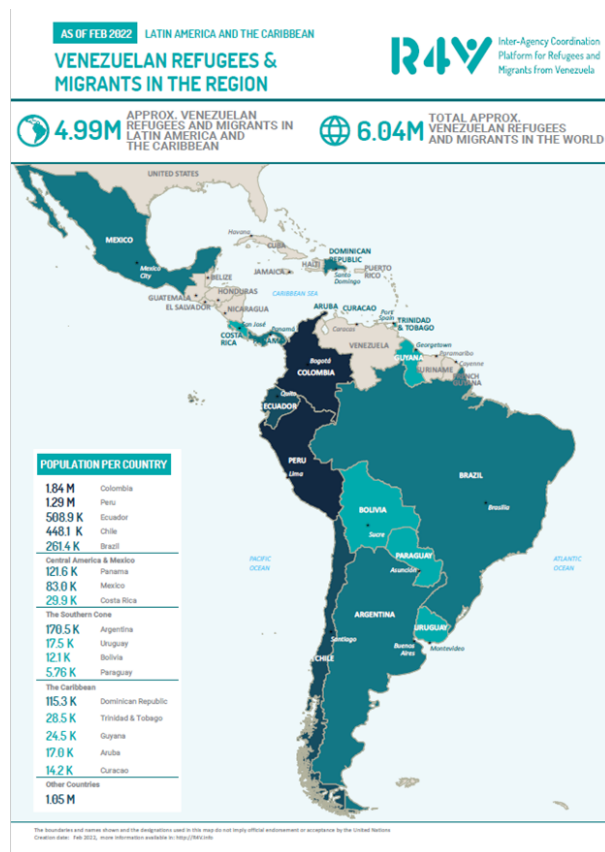 AS OF FEB 2022 LATIN AMERICA AND THE CARIBBEAN
VENEZUELAN REFUGEES &
MIGRANTS IN THE REGION
R4V
Inter-Agency Coordination
Platform for Refugees and
Migrants from Venezuela
4.99M
APPROX. VENEZUELAN
REFUGEES AND MIGRANTS IN
LATIN AMERICA AND
THE CARIBBEAN
6.04M
TOTAL APPROX.
VENEZUELAN REFUGEES
AND MIGRANTS IN THE WORLD
UNITED STATES
MEXICO
Mexico
City
Havana
CUBA
BELIZE
JAMAICA
HAITI
DOMINICAN
REPUBLIC
Santo
Domingo
PUERTO
RICO
GUATEMALA
HONDURAS
EL SALVADOR
NICARAGUA
CARIBBEAN SEA
COSTA
RICA
San José
Panamá
PANAMA
ARUBA
CURACAO
Port
Spain
TRINIDAD
& TOBAGO
Caracas
VENEZUELA
Georgetown
GUYANA
Paramaribo
SURINAME
Cayenne
FRENCH
GUYANA
Bogotá
COLOMBIA
Quito
ECUADOR
PERU
Lima
BRAZIL
Brasilia
BOLIVIA
Sucre
PARAGUAY
Asunción
PACIFIC
OCEAN
ATLANTIC
OCEAN
ARGENTINA
URUGUAY
Santiago
Buenos
Aires
Montevideo
CHILE
POPULATION PER COUNTRY
1.84 M Colombia
1.29 M Peru
508.9 K Ecuador
448.1 K Chile
261.4 K Brazil
Central America & Mexico
121.6 K Panama
83.0 K Mexico
29.9 K Costa Rica
The Southern Cone
170.5 K Argentina
17.5 K Uruguay
12.1 K Bolivia
5.76 K Paraguay
The Caribbean
115.3 K Dominican Republic
28.5 K Trinidad & Tobago
24.5 K Guyana
17.0 K Aruba
14.2 K Curacao
Other Countries
1.05 M
The boundaries and names shown and the designations used in this map do not imply official endorsement or acceptance by the United Nations
Creation date: Feb 2022, more information available in: http://R4V.info